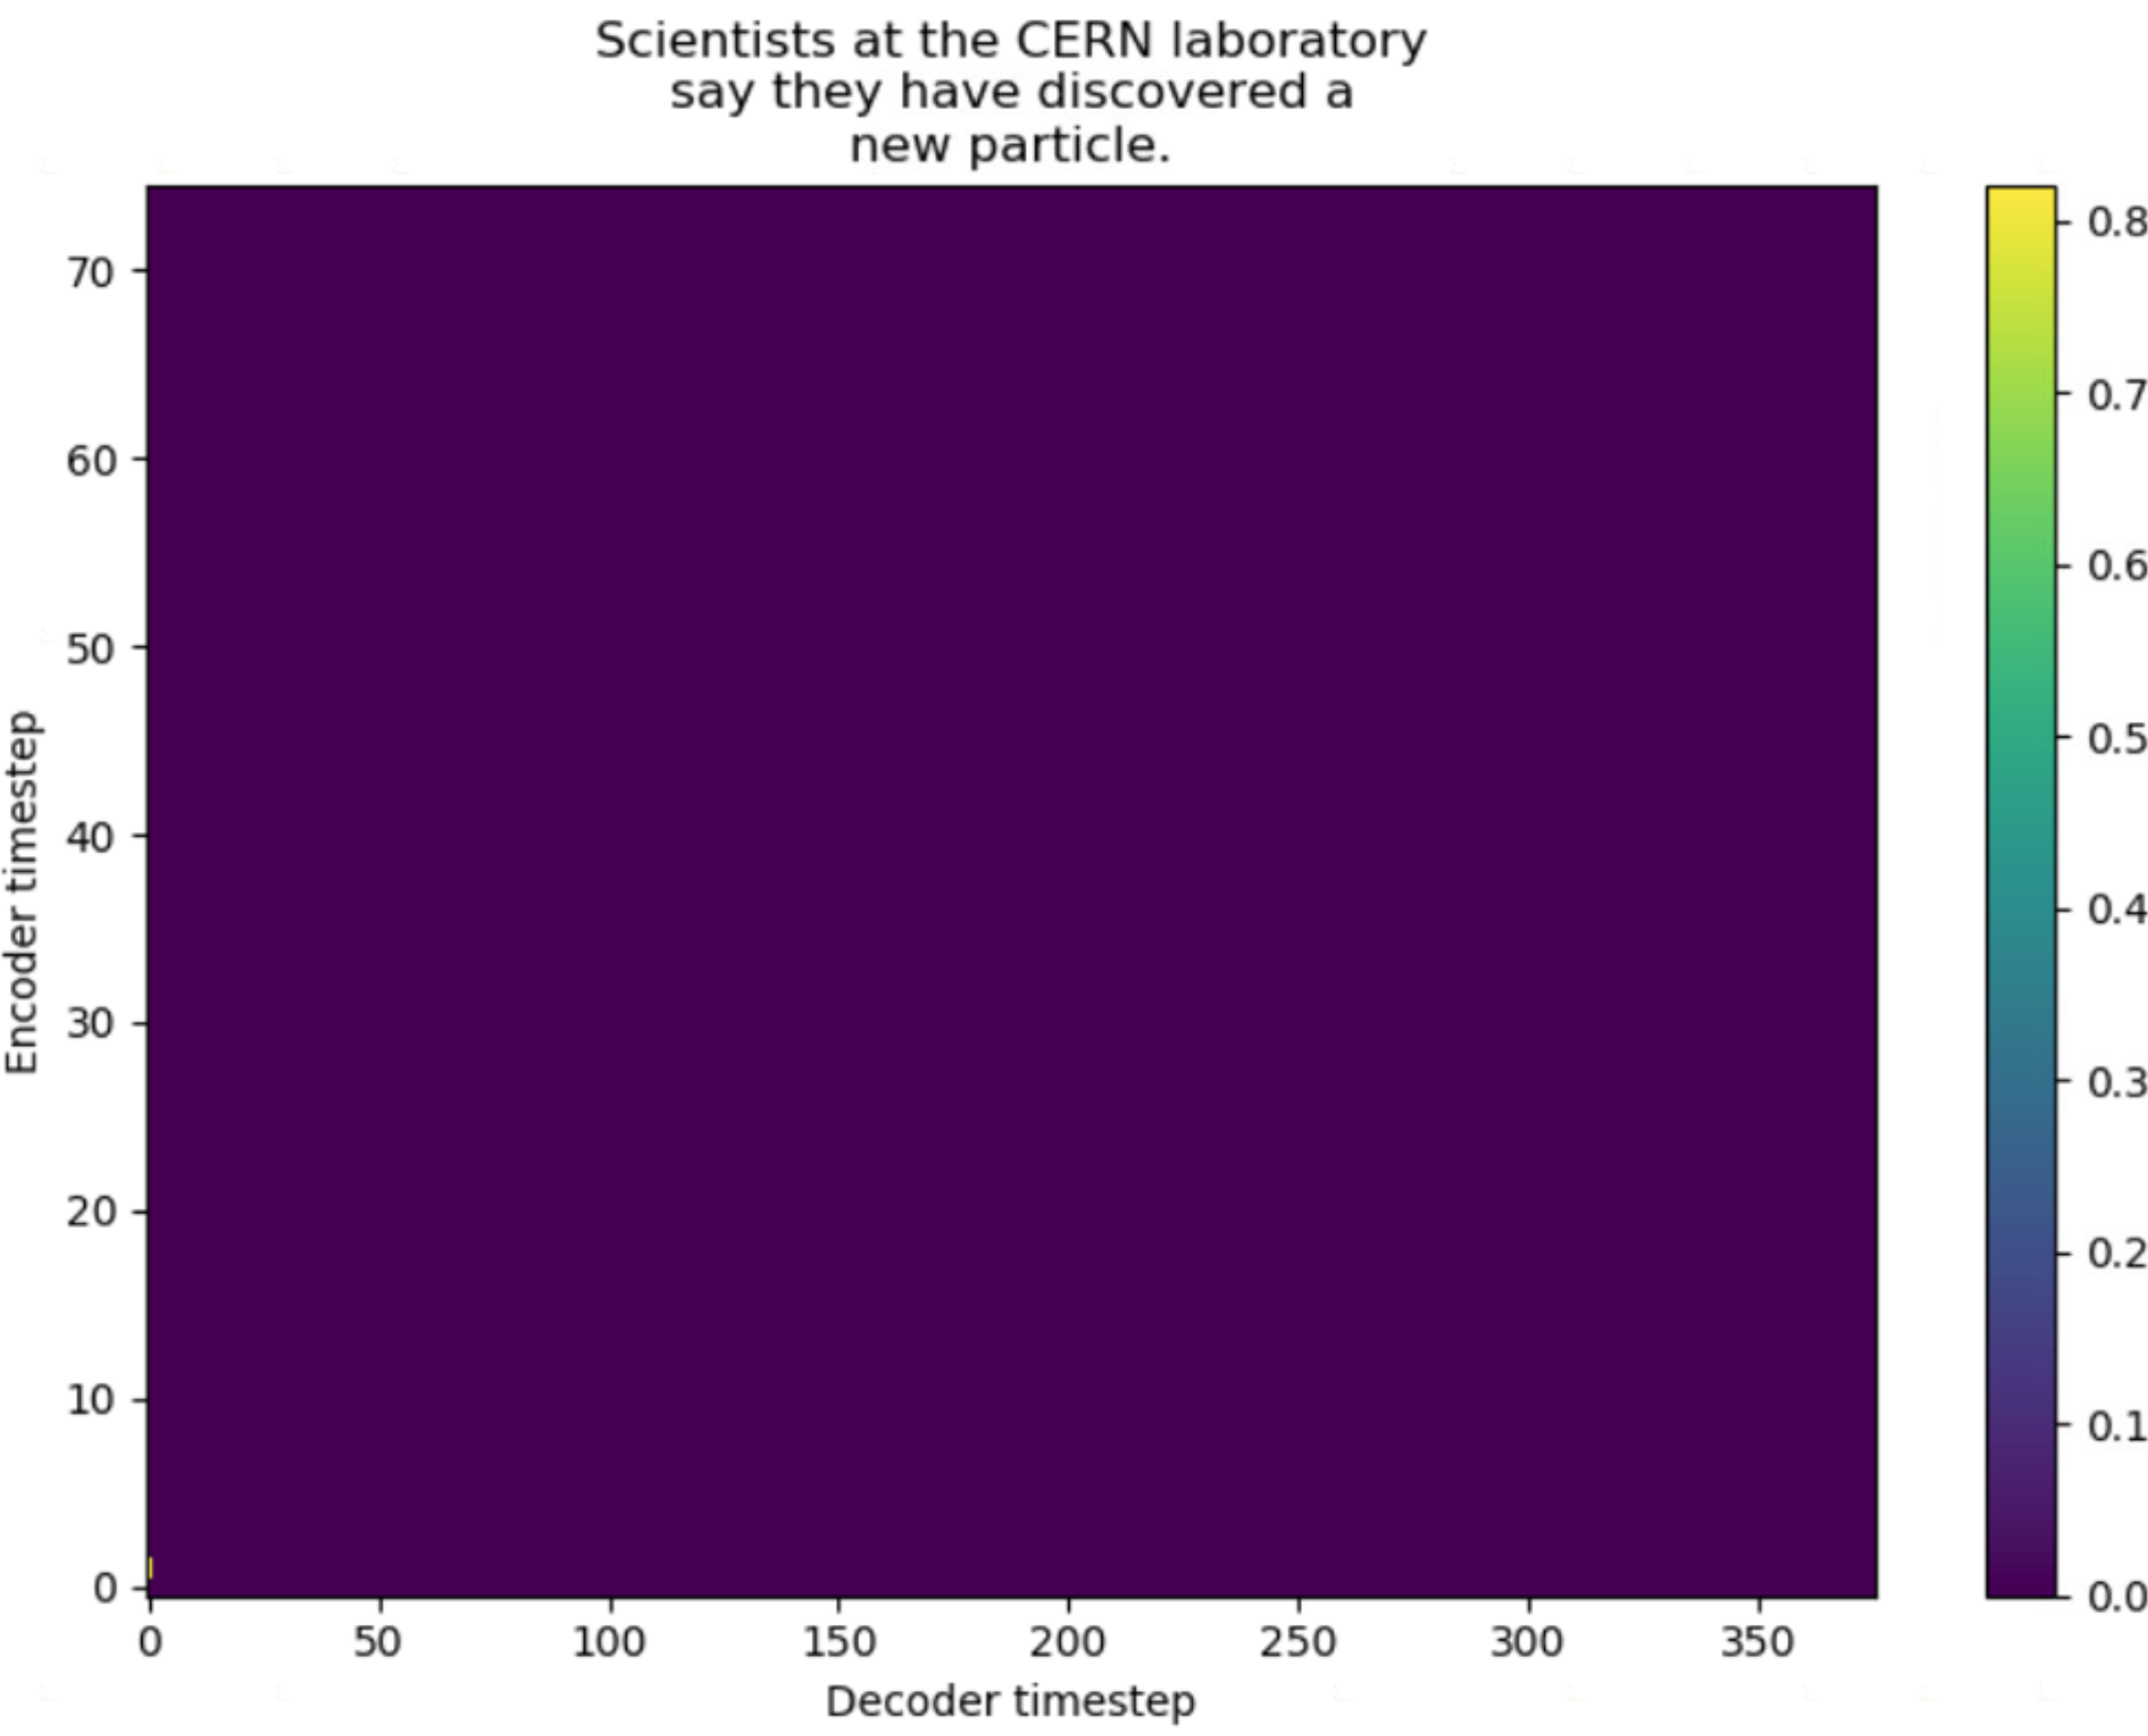 Scientists at the CERN laboratory
say they have discovered a
new particle.
70
60
50
40
30
20
10
0
Encoder timestep
0 50 100 150 200 250 300 350
Decoder timestep
0.8
0.7
0.6
0.5
0.4
0.3
0.2
0.1
0.0